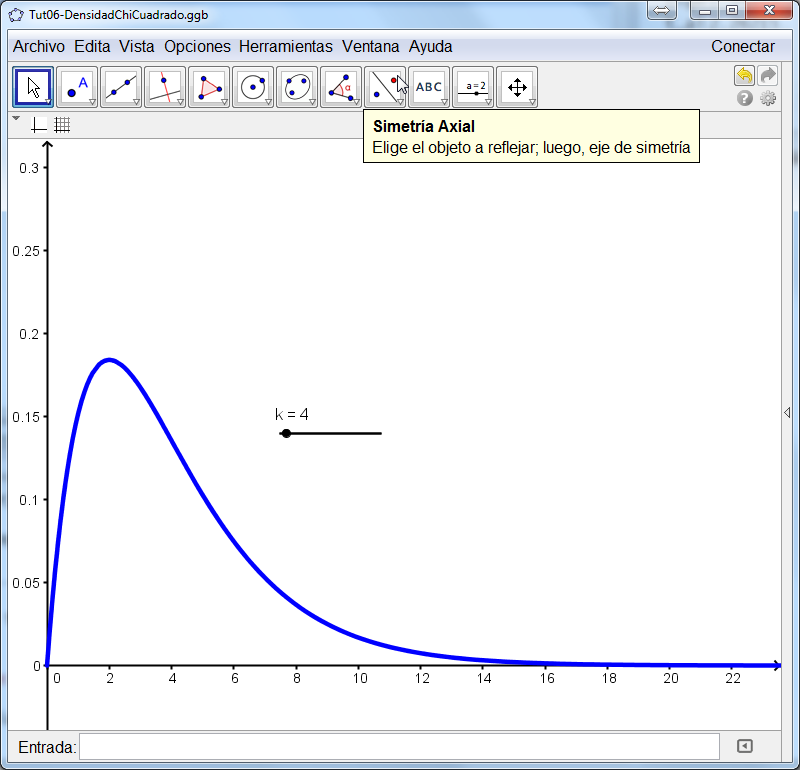 Tut06-DensidadChiCuadrado.ggb
Archivo Edita Vista Opciones Herramientas Ventana Ayuda Conectar
A α ABC a=2
Simetría Axial
Elige el objeto a reflejar; luego, eje de simetría
0.3
0.25
0.2
0.15
k = 4
0.1
0.05
0
0 2 4 6 8 10 12 14 16 18 20 22
Entrada: